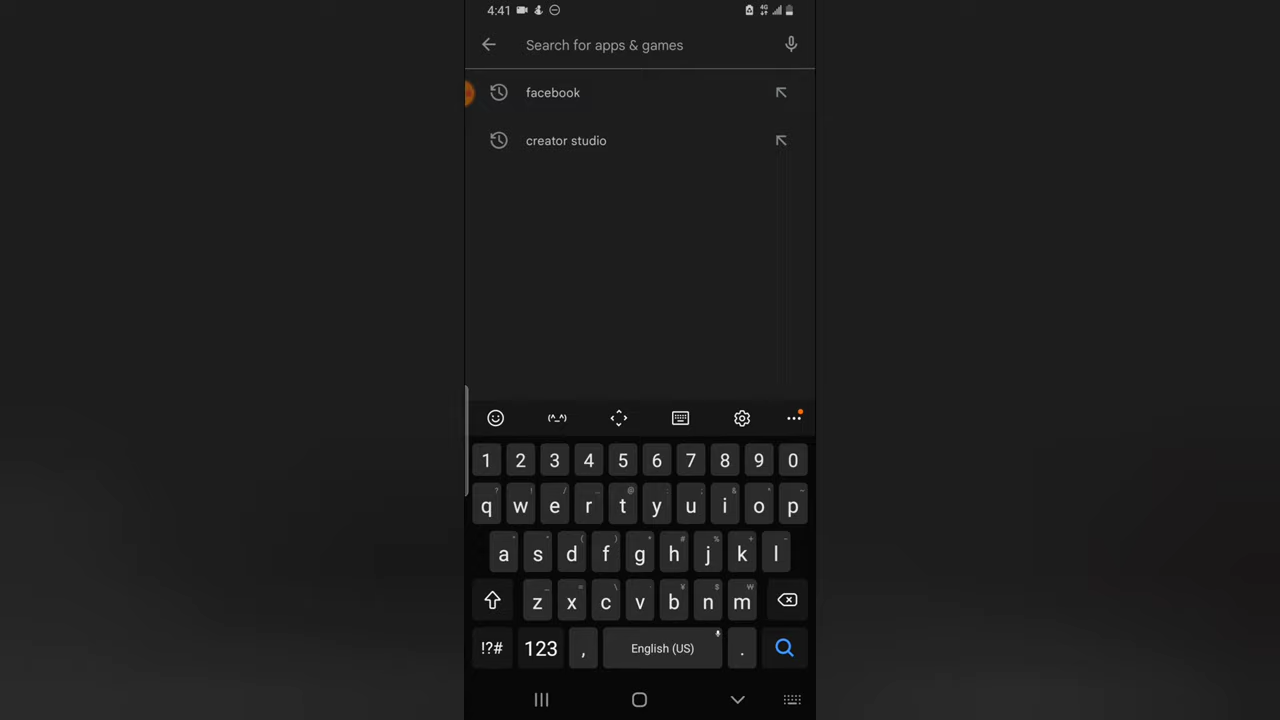 4:41 4G
Search for apps & games
facebook
creator studio
(^_^)
1 2 3 4 5 6 7 8 9 0
q w e r t y u i o p
a s d f g h j k l
z x c v b n m
!?# 123 , English (US) .